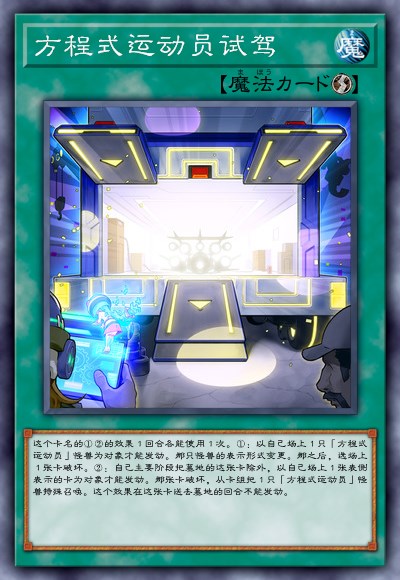 方程式运动员试驾
魔
【魔法カード】
まほう
这个卡名的①②的效果1回合各能使用1次。①：以自己场上1只「方程式
运动员」怪兽为对象才能发动。那只怪兽的表示形式变更。那之后，选场上
1张卡破坏。②：自己主要阶段把墓地的这张卡除外，以自己场上1张表侧
表示的卡为对象才能发动。那张卡破坏，从卡组把1只「方程式运动员」怪
兽特殊召唤。这个效果在这张卡送去墓地的回合不能发动。